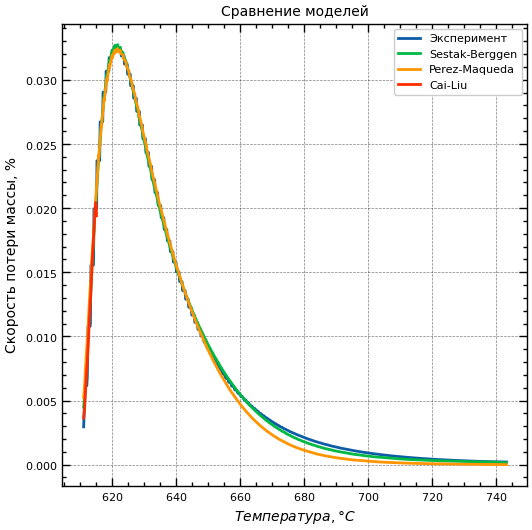 Сравнение моделей
Эксперимент
Sestak-Berggen
Perez-Maqueda
Cai-Liu
Скорость потери массы, %
0.030
0.025
0.020
0.015
0.010
0.005
0.000
620 640 660 680 700 720 740
Температура, °C